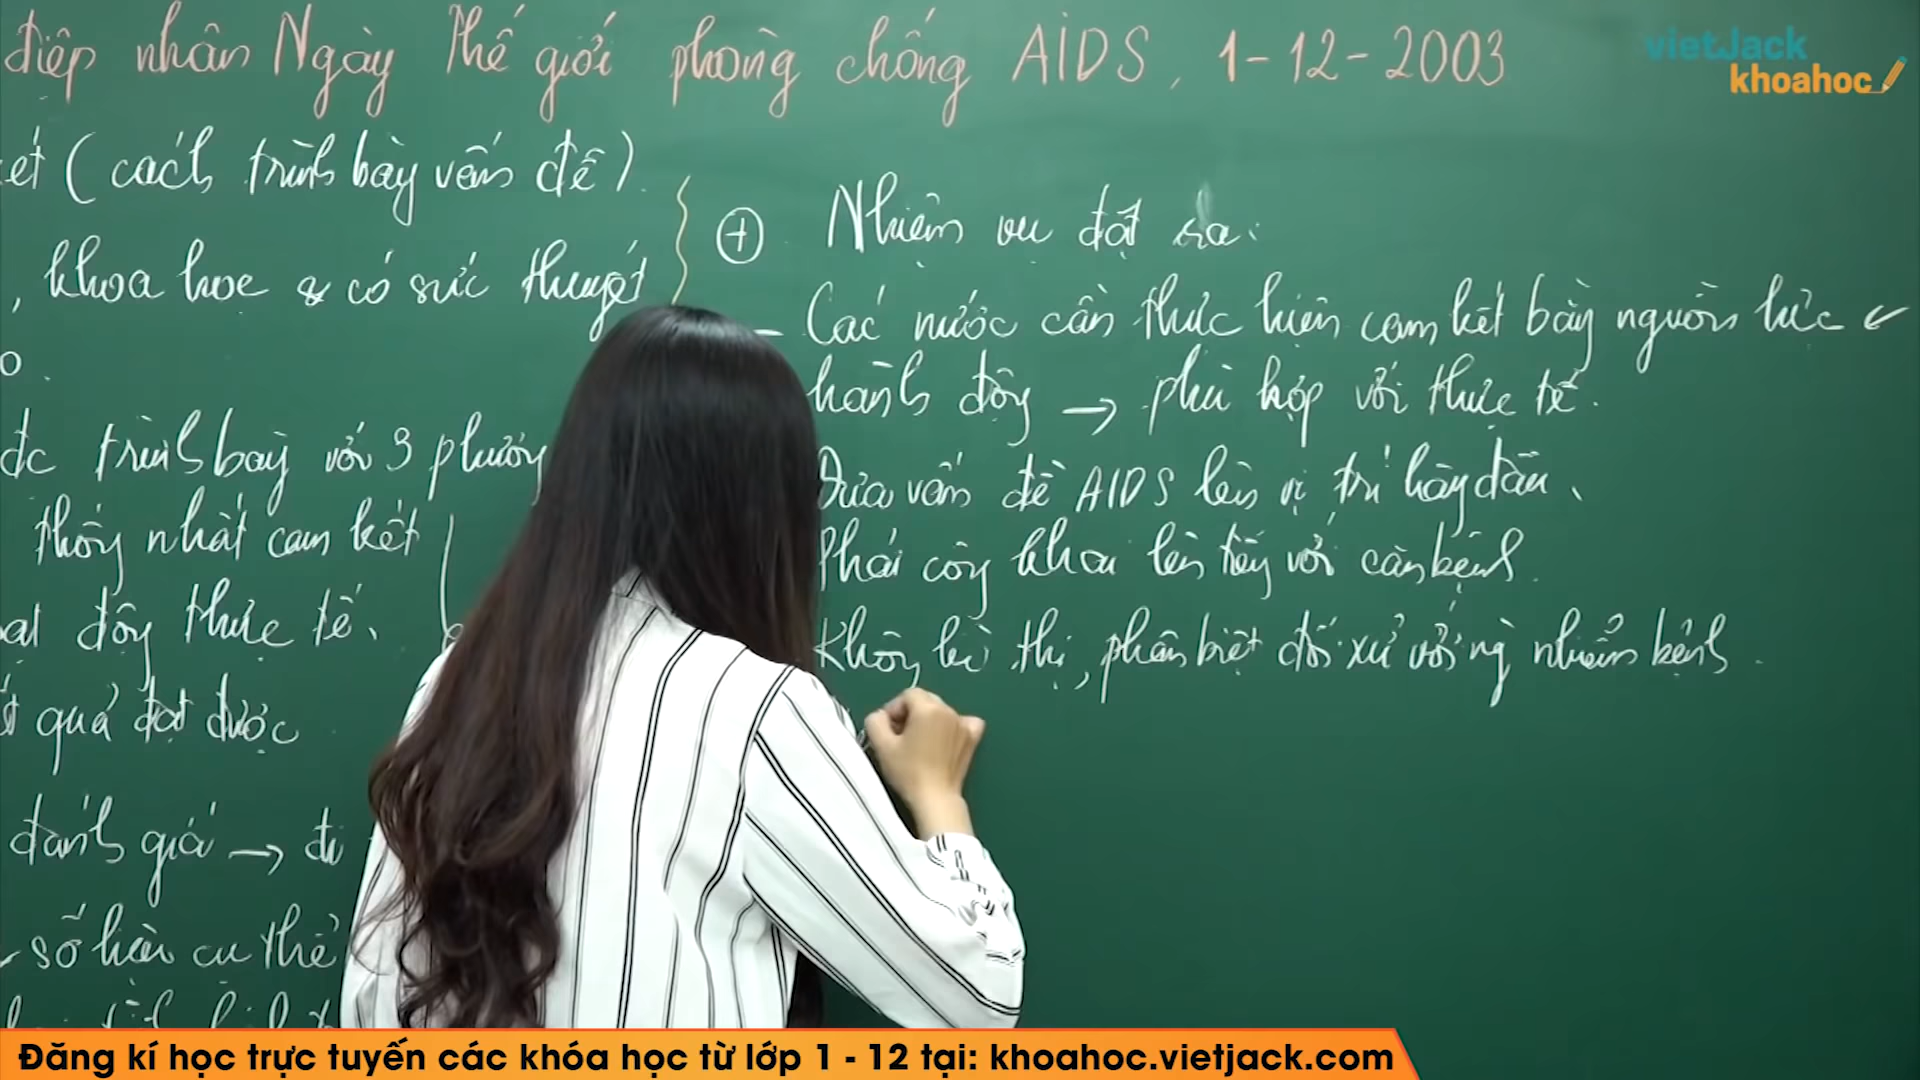 điệp nhân Ngày thế giới phòng chống AIDS, 1-12-2003
vietJack
khoahoc
kết (cách trình bày vấn đề).
, khoa học & có sức thuyết
đc trình bày với 3 phương
thống nhất cam kết
hoạt động thực tế.
kết quả đạt được
đánh giá → đi
- số liệu cụ thể
⊕ Nhiệm vụ đặt ra:
- Các nước cần thực hiện cam kết bằng nguồn lực &
hành động → phù hợp với thực tế.
Đưa vấn đề AIDS lên vị trí hàng đầu.
Phải công khai lên tiếng với căn bệnh.
Không kì thị, phân biệt đối xử với ng nhiễm bệnh.
Đăng kí học trực tuyến các khóa học từ lớp 1 - 12 tại: khoahoc.vietjack.com